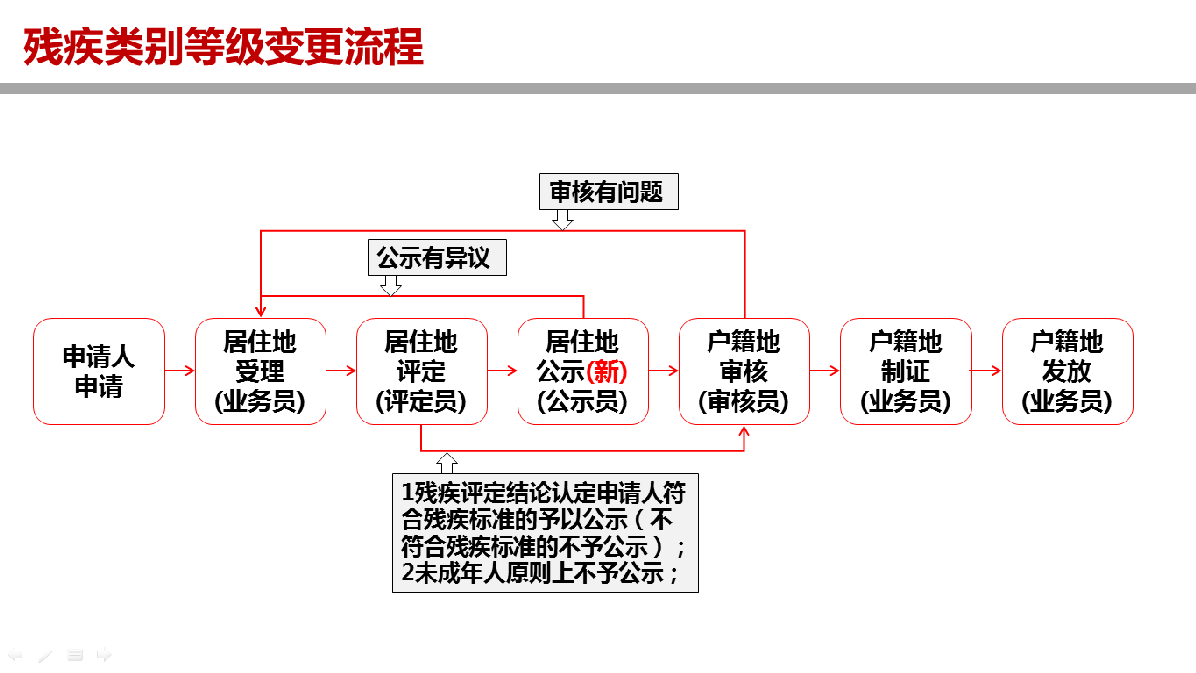 残疾类别等级变更流程
审核有问题
公示有异议
申请人
申请
居住地
受理
(业务员)
居住地
评定
(评定员)
居住地
公示(新)
(公示员)
户籍地
审核
(审核员)
户籍地
制证
(业务员)
户籍地
发放
(业务员)
1残疾评定结论认定申请人符
合残疾标准的予以公示（不
符合残疾标准的不予公示）；
2未成年人原则上不予公示；